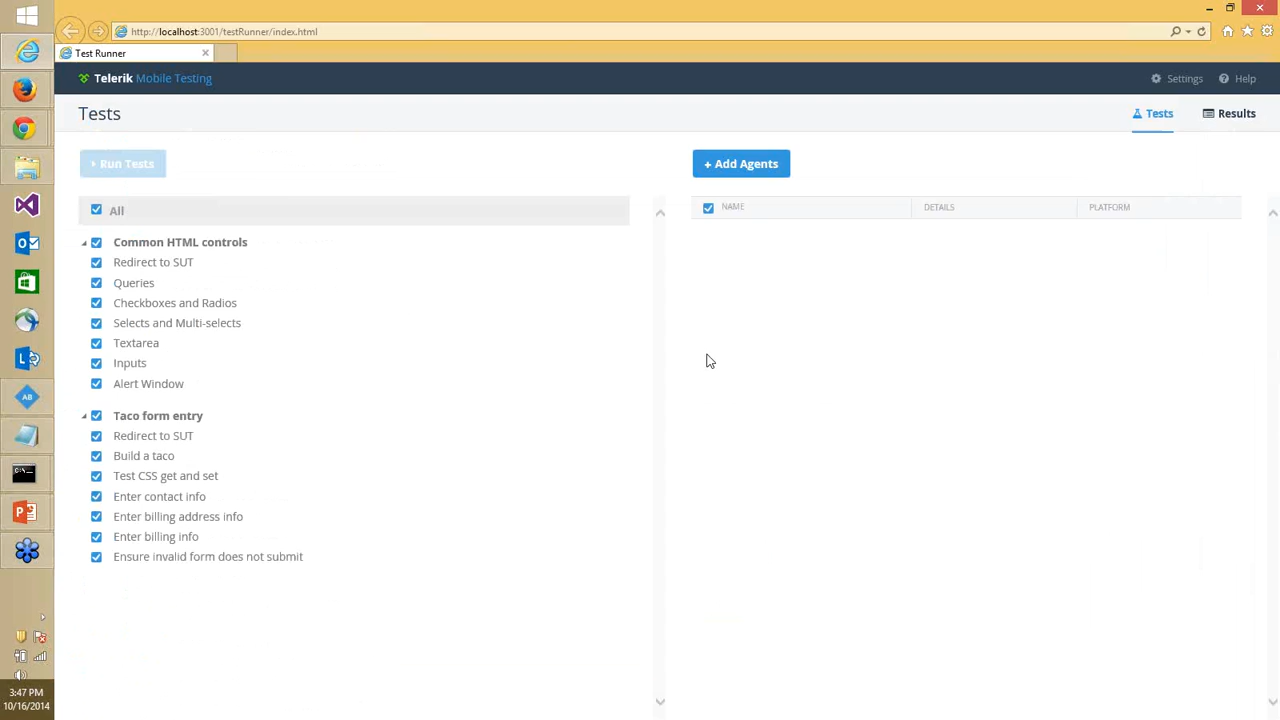 http://localhost:3001/testRunner/index.html
Test Runner
Telerik Mobile Testing
Settings
Help
Tests
Tests
Results
Run Tests
+ Add Agents
All
NAME
DETAILS
PLATFORM
Common HTML controls
Redirect to SUT
Queries
Checkboxes and Radios
Selects and Multi-selects
Textarea
Inputs
Alert Window
Taco form entry
Redirect to SUT
Build a taco
Test CSS get and set
Enter contact info
Enter billing address info
Enter billing info
Ensure invalid form does not submit
AB
3:47 PM
10/16/2014